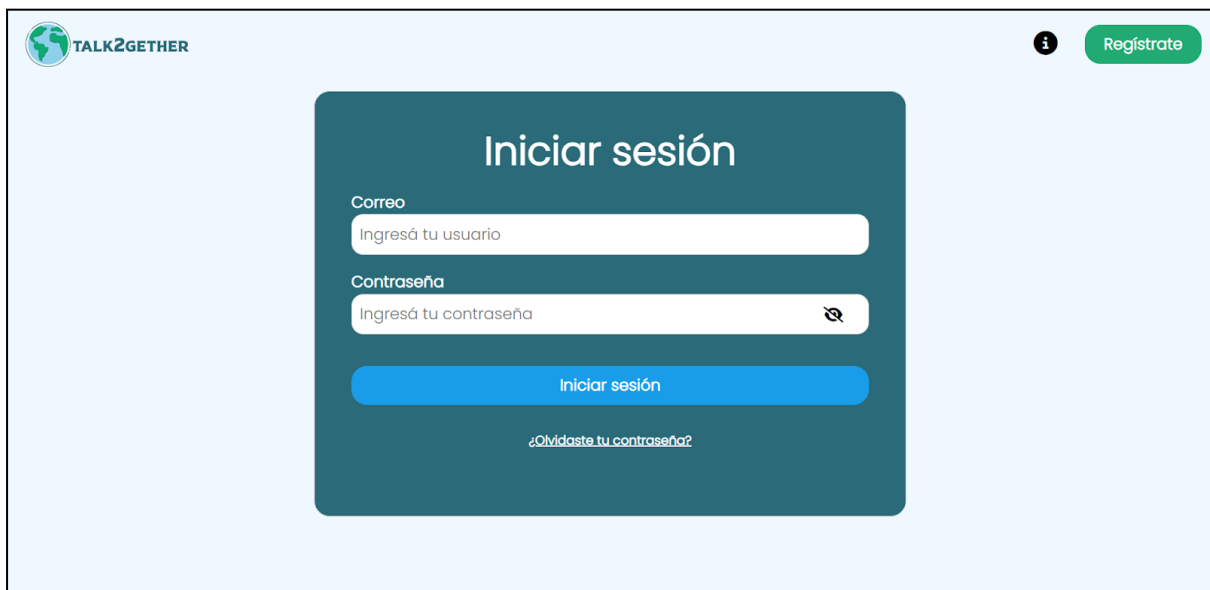 TALK2GETHER
Regístrate
Iniciar sesión
Correo
Ingresá tu usuario
Contraseña
Ingresá tu contraseña
Iniciar sesión
¿Olvidaste tu contraseña?